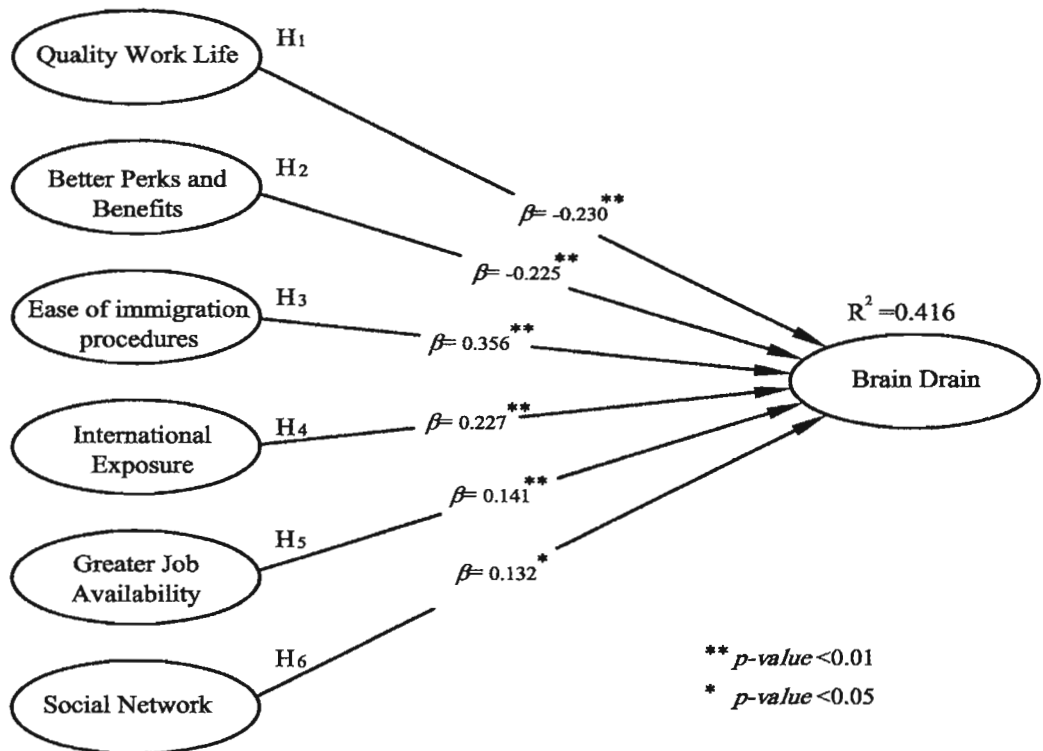 H1
Quality Work Life
H2
Better Perks and
Benefits
β= -0.230**
β= -0.225**
H3
Ease of immigration
procedures
β= 0.356**
R²=0.416
Brain Drain
H4
International
Exposure
β= 0.227**
β= 0.141**
H5
Greater Job
Availability
β= 0.132*
H6
Social Network
** p-value <0.01
* p-value <0.05